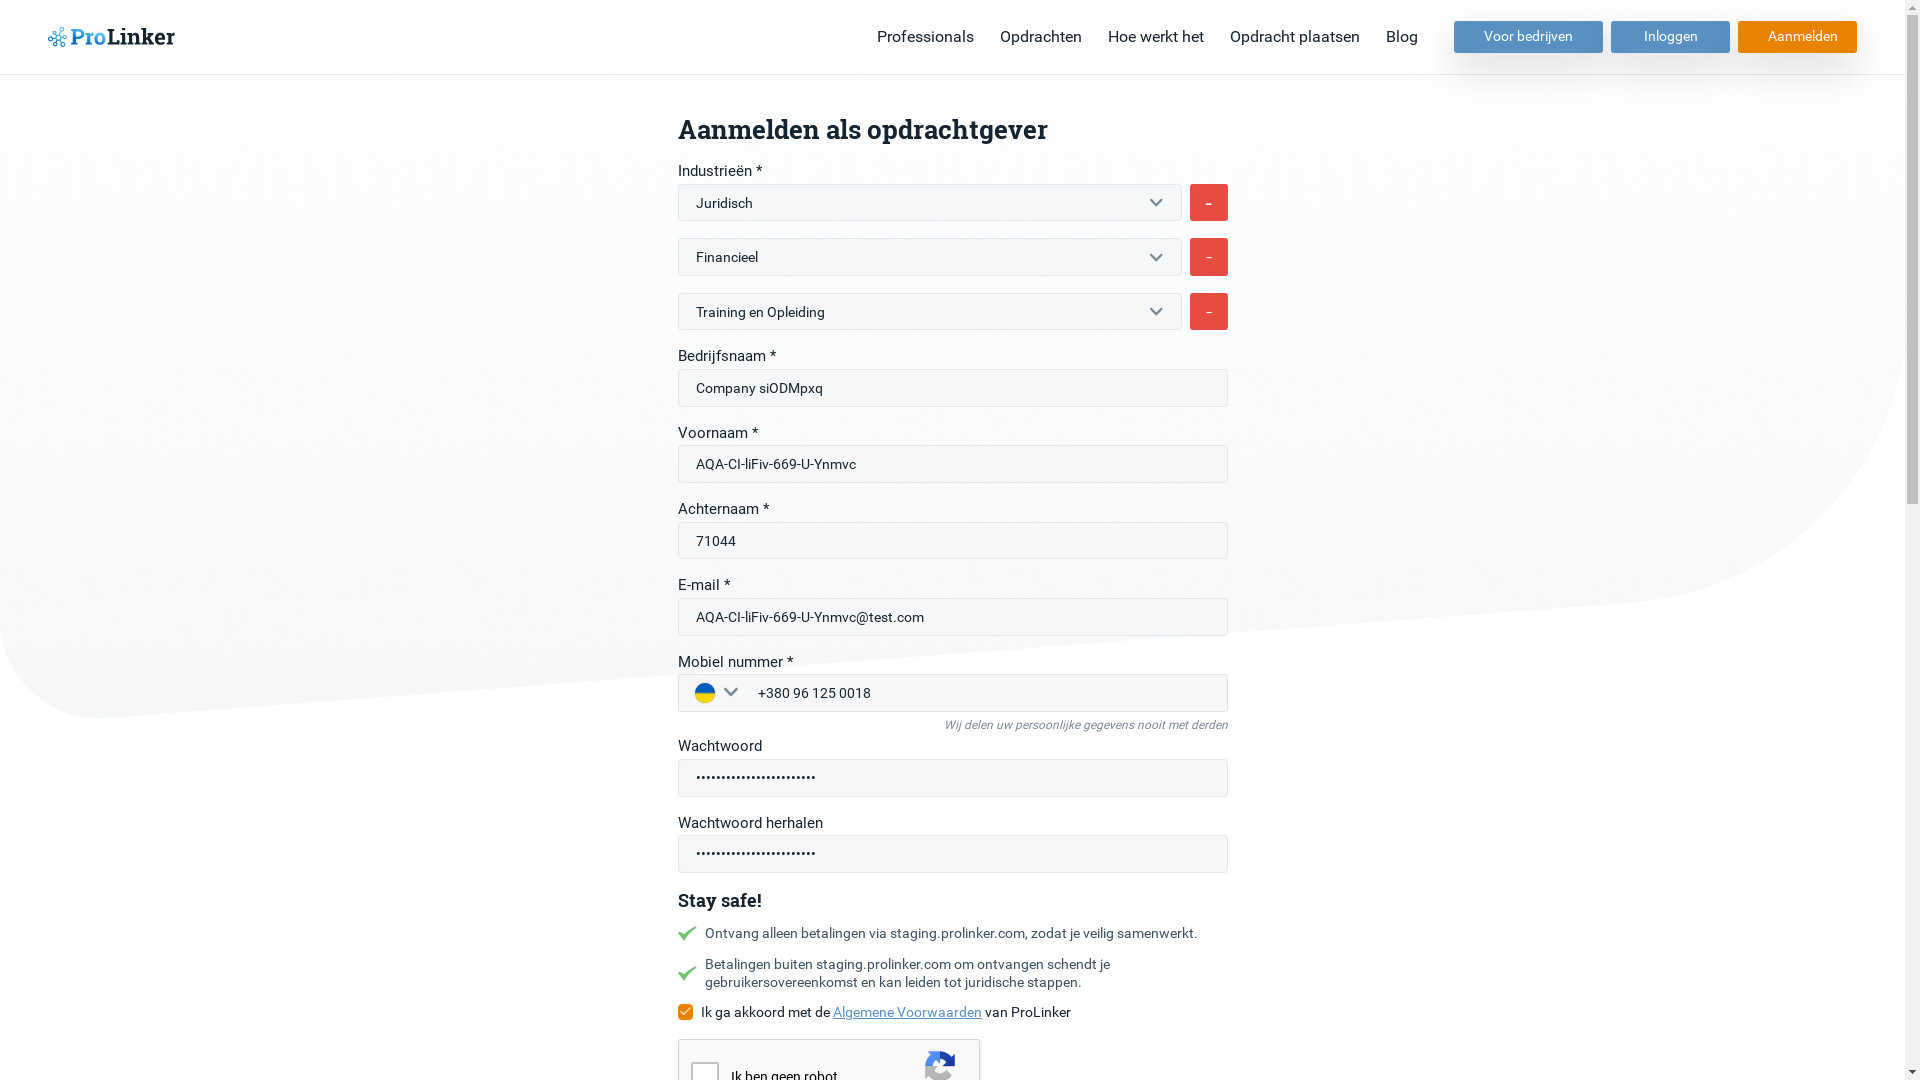 ProLinker
Professionals
Opdrachten
Hoe werkt het
Opdracht plaatsen
Blog
Voor bedrijven
Inloggen
Aanmelden
Aanmelden als opdrachtgever
Industrieën *
Juridisch
-
Financieel
-
Training en Opleiding
-
Bedrijfsnaam *
Company siODMpxq
Voornaam *
AQA-CI-liFiv-669-U-Ynmvc
Achternaam *
71044
E-mail *
AQA-CI-liFiv-669-U-Ynmvc@test.com
Mobiel nummer *
+380 96 125 0018
Wij delen uw persoonlijke gegevens nooit met derden
Wachtwoord
••••••••••••••••••••••••
Wachtwoord herhalen
••••••••••••••••••••••••
Stay safe!
Ontvang alleen betalingen via staging.prolinker.com, zodat je veilig samenwerkt.
Betalingen buiten staging.prolinker.com om ontvangen schendt je
gebruikersovereenkomst en kan leiden tot juridische stappen.
Ik ga akkoord met de Algemene Voorwaarden van ProLinker
Ik ben geen robot